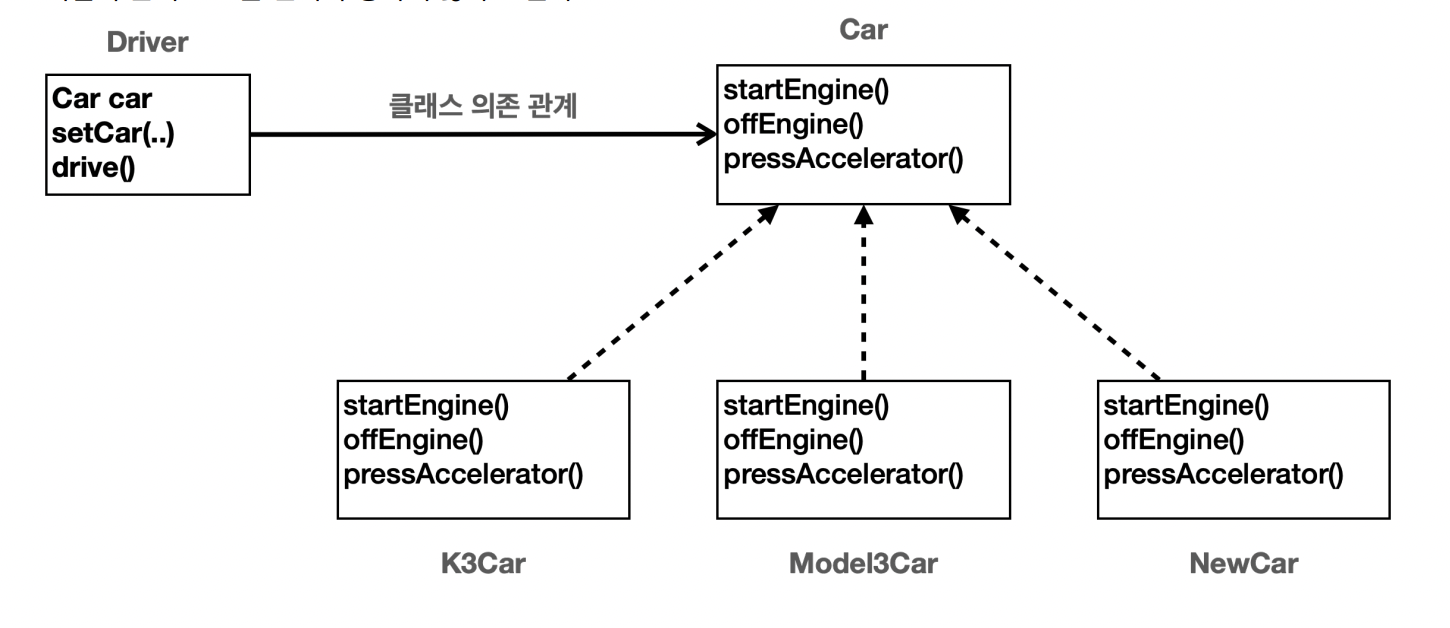 Driver
Car car
setCar(..)
drive()
클래스 의존 관계
Car
startEngine()
offEngine()
pressAccelerator()
startEngine()
offEngine()
pressAccelerator()
K3Car
startEngine()
offEngine()
pressAccelerator()
Model3Car
startEngine()
offEngine()
pressAccelerator()
NewCar